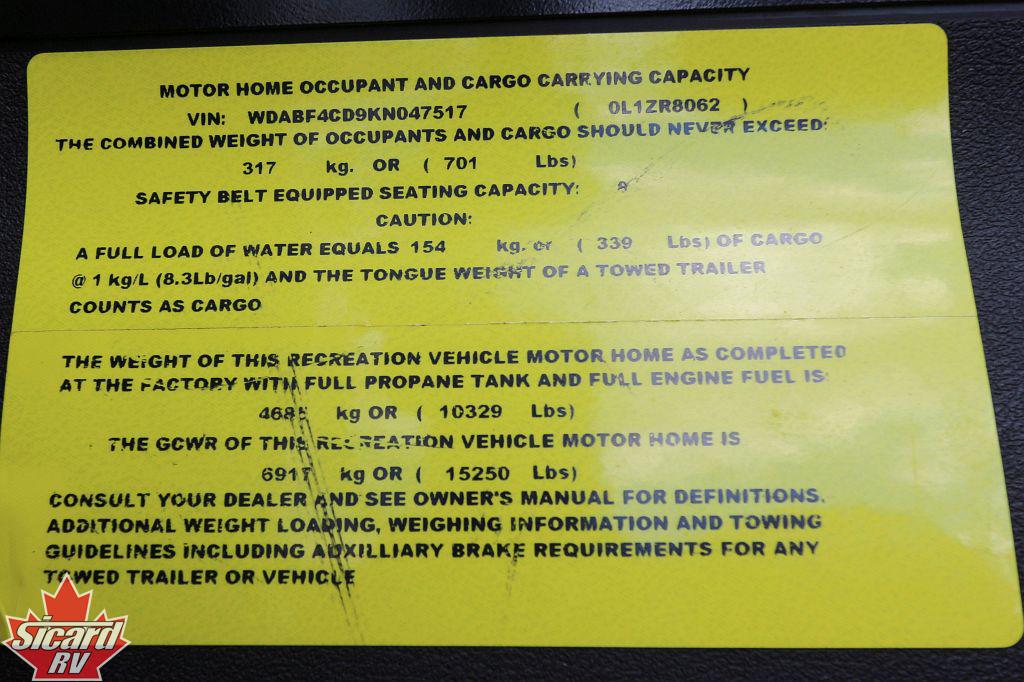 MOTOR HOME OCCUPANT AND CARGO CARRYING CAPACITY
VIN: WDABF4CD9KN047517 ( 0L1ZR8062 )
THE COMBINED WEIGHT OF OCCUPANTS AND CARGO SHOULD NEVER EXCEED:
317 kg. OR ( 701 Lbs)
SAFETY BELT EQUIPPED SEATING CAPACITY:
CAUTION:
A FULL LOAD OF WATER EQUALS 154 kg. or ( 339 Lbs) OF CARGO
@ 1 kg/L (8.3Lb/gal) AND THE TONGUE WEIGHT OF A TOWED TRAILER
COUNTS AS CARGO
THE WEIGHT OF THIS RECREATION VEHICLE MOTOR HOME AS COMPLETED
AT THE FACTORY WITH FULL PROPANE TANK AND FULL ENGINE FUEL IS:
4685 kg OR ( 10329 Lbs)
THE GCWR OF THIS RECREATION VEHICLE MOTOR HOME IS
6917 kg OR ( 15250 Lbs)
CONSULT YOUR DEALER AND SEE OWNER'S MANUAL FOR DEFINITIONS.
ADDITIONAL WEIGHT LOADING, WEIGHING INFORMATION AND TOWING
GUIDELINES INCLUDING AUXILLIARY BRAKE REQUIREMENTS FOR ANY
TOWED TRAILER OR VEHICLE
Sicard
RV